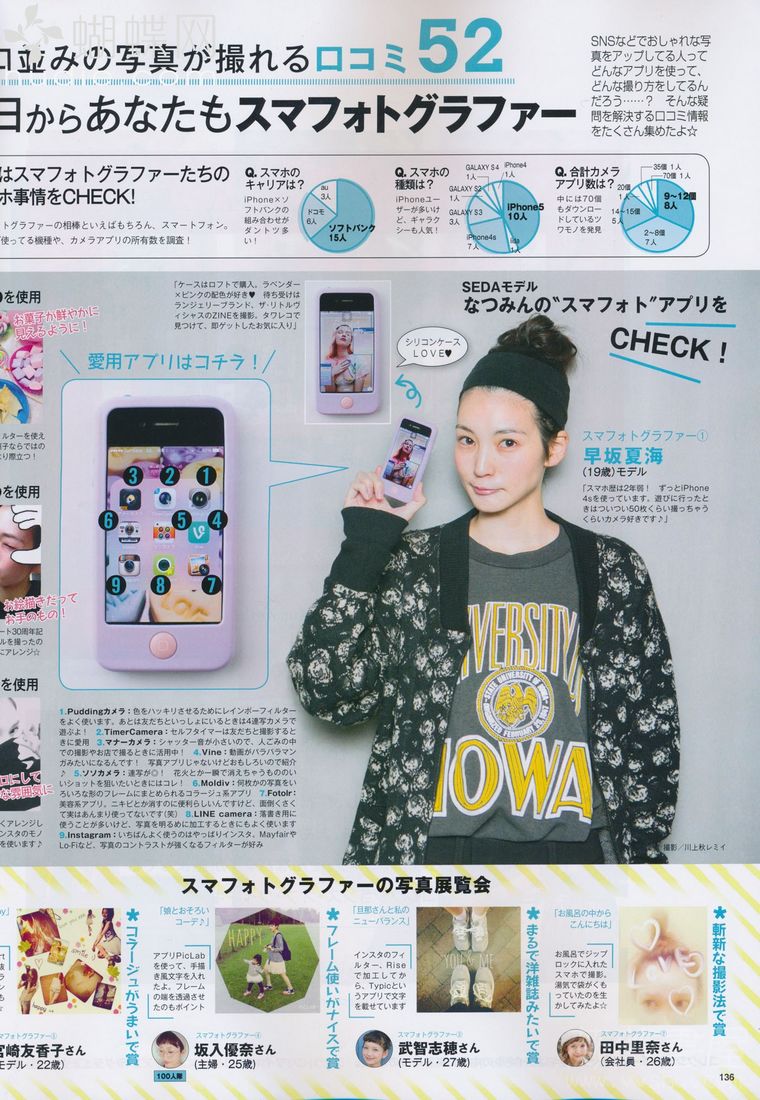 蝴蝶网
口並みの写真が撮れる口コミ52
日からあなたもスマフォトグラファー
SNSなどでおしゃれな写
真をアップしてる人って
どんなアプリを使って、
どんな撮り方をしてるん
だろう……？ そんな疑
問を解決する口コミ情報
をたくさん集めたよ☆
はスマフォトグラファーたちの
ホ事情をCHECK!
トグラファーの相棒といえばもちろん、スマートフォン。
使ってる機種や、カメラアプリの所有数を調査！
Q. スマホの
キャリアは？
iPhone×ソ
フトバンクの
組み合わせが
ダントツ多
い！
au
3人
ドコモ
6人
ソフトバンク
15人
Q. スマホの
種類は？
iPhoneユー
ザーが多いけ
ど、ギャラク
シーも人気！
GALAXY S4
1人
iPhone4
1人
GALAXY S2
1人
GALAXY S3
1人
iPhone5
10人
iPhone4s
7人
Q. 合計カメラ
アプリ数は？
中には70個
もダウンロー
ドしているツ
ワモノを発見
35個 1人
70個 1人
20個
1人
9〜12個
8人
14〜15個
5人
2〜8個
7人
を使用
お菓子が鮮やかに
見えるように！
ルターを使え
菓子ならではの
り際立つ！
の を使用
お絵描きだって
お手のもの！
ート30周年記
ルを撮ったの
にアレンジ☆
を使用
くアレンジし
ンスタのモノ
を使います♪
「ケースはロフトで購入。ラベンダー
×ピンクの配色が好き♥ 待ち受けは
ランジェリーブランド、ザ・リトルヴ
ィシャスのZINEを撮影。タワレコで
見つけて、即ゲットしたお気に入り」
愛用アプリはコチラ！
3 2 1
6 5 4
9 8 7
シリコンケース
LOVE♥
SEDAモデル
なつみんの“スマフォト”アプリを
CHECK！
スマフォトグラファー①
早坂夏海
（19歳）モデル
「スマホ歴は2年弱！ ずっとiPhone
4sを使っています。遊びに行ったと
きはついつい50枚くらい撮っちゃう
くらいカメラ好きです♪」
UNIVERSITY OF
IOWA
1.Puddingカメラ：色をハッキリさせるためにレインボーフィルター
をよく使います。あとは友だちといっしょにいるときは4連写カメラで
遊ぶよ！ 2.TimerCamera：セルフタイマーは友だちと撮影すると
きに愛用 3.マナーカメラ：シャッター音が小さいので、人ごみの中
での撮影やお店で撮るときに活用中！ 4.Vine：動画がパラパラマン
ガみたいになるんです！ 写真アプリじゃないけどおもしろいので紹介
♪ 5.ソソカメラ：連写が◎！ 花火とか一瞬で消えちゃうもののい
いショットを狙いたいときにはコレ！ 6.Moldiv：何枚かの写真をい
ろいろな形のフレームにまとめられるコラージュ系アプリ 7.Fotolr：
美容系アプリ。ニキビとか消すのに便利らしいんですけど、面倒くさく
て実はあんまり使ってないです（笑） 8.LINE camera：落書き用に
使うことが多いけど、写真を明るめに加工するときにもよく使います
9.Instagram：いちばんよく使うのはやっぱりインスタ。Mayfairや
Lo-Fiなど、写真のコントラストが強くなるフィルターが好み
撮影／川上秋レミイ
スマフォトグラファーの写真展覧会
コラージュがうまいで賞
スマフォトグラファー
宮崎友香子さん
モデル・22歳）
「娘とおそろい
コーデ♪」
アプリPicLab
を使って、手描
き風文字を入れ
たよ。フレーム
の端を透過させ
たのもポイント
HAPPY
フレーム使いがナイスで賞
スマフォトグラファー
坂入優奈さん
（主婦・25歳）
100人隊
「旦那さんと私の
ニューバランス」
インスタのフィ
ルター、Rise
で加工してか
ら、Typicと
いうアプリで文字
を載せています
YOU & ME
まるで洋雑誌みたいで賞
スマフォトグラファー
武智志穂さん
（モデル・27歳）
「お風呂の中から
こんにちは」
お風呂でジップ
ロックに入れた
スマホで撮影。
湯気で袋がくも
っていたのを生
かしてみたよ☆
LOVE
斬新な撮影法で賞
スマフォトグラファー
田中里奈さん
（会社員・26歳）
136